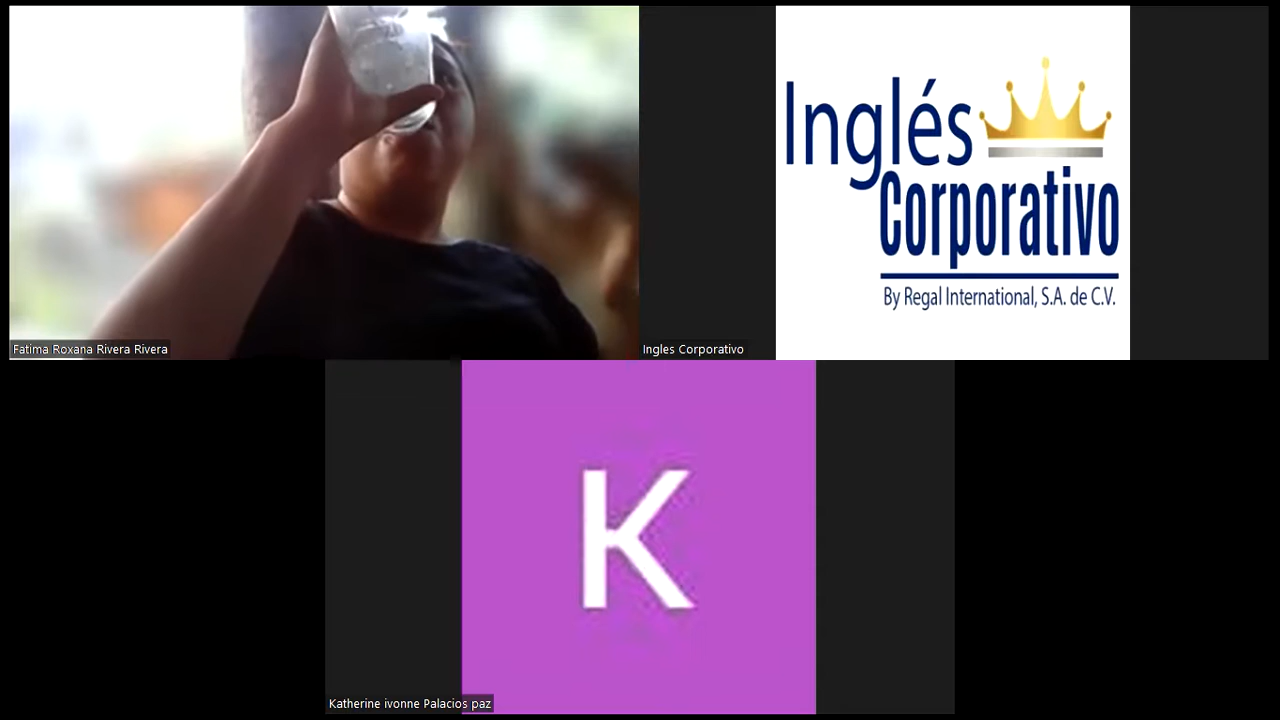 Inglés
Corporativo
By Regal International, S.A. de C.V.
Fatima Roxana Rivera Rivera
Ingles Corporativo
K
Katherine ivonne Palacios paz